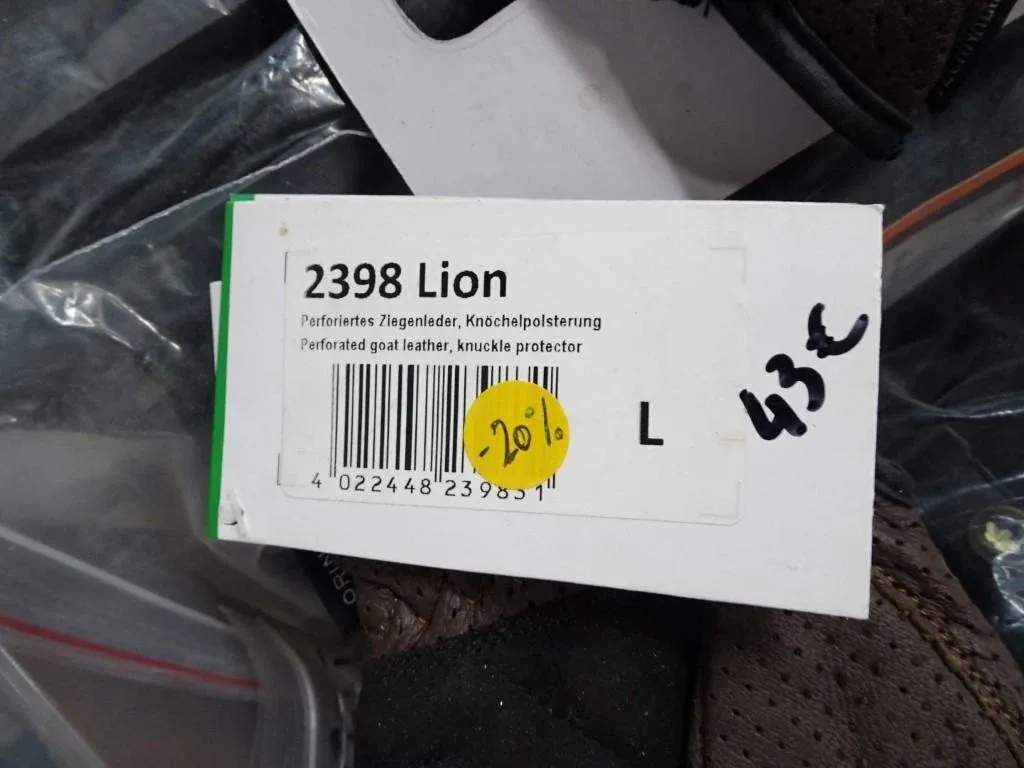 2398 Lion
Perforiertes Ziegenleder, Knöchelpolsterung
Perforated goat leather, knuckle protector
-20%
L
43€
4 022448 239831